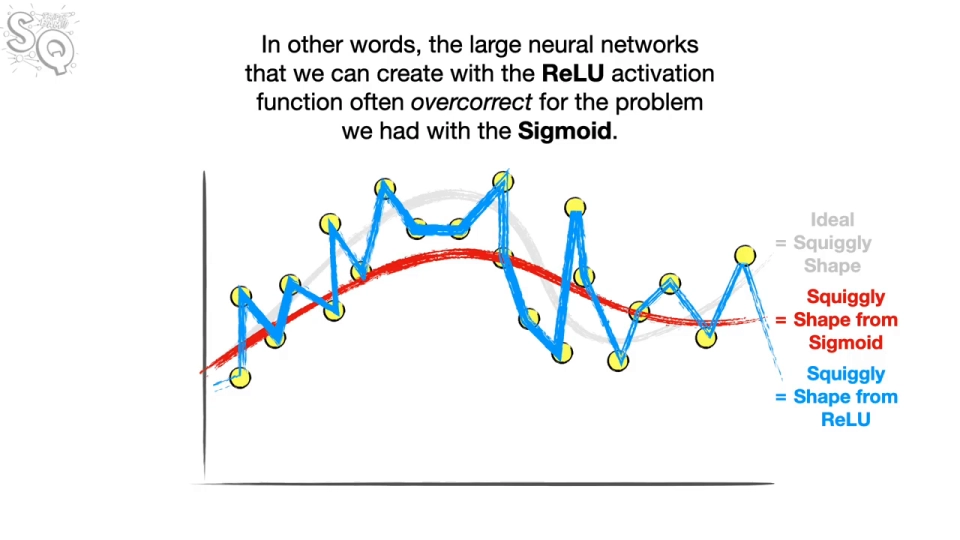 SQ
In other words, the large neural networks
that we can create with the ReLU activation
function often overcorrect for the problem
we had with the Sigmoid.
Ideal
= Squiggly
Shape
Squiggly
= Shape from
Sigmoid
Squiggly
= Shape from
ReLU